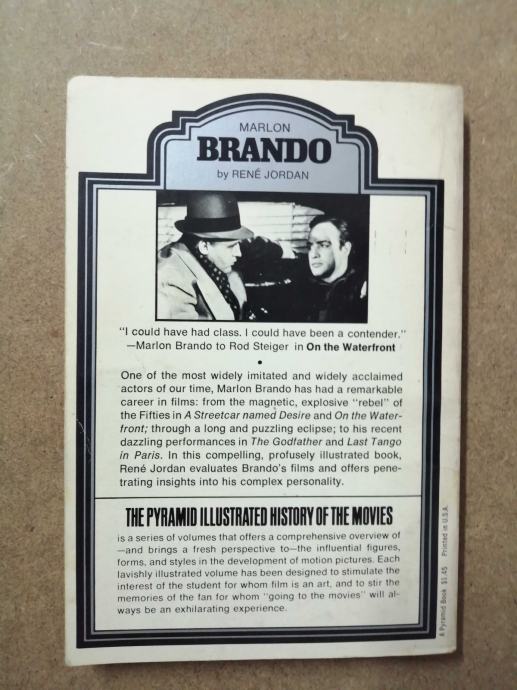 MARLON
BRANDO
by RENÉ JORDAN
"I could have had class. I could have been a contender."
—Marlon Brando to Rod Steiger in On the Waterfront
•
One of the most widely imitated and widely acclaimed
actors of our time, Marlon Brando has had a remarkable
career in films: from the magnetic, explosive "rebel" of
the Fifties in A Streetcar named Desire and On the Water-
front; through a long and puzzling eclipse; to his recent
dazzling performances in The Godfather and Last Tango
in Paris. In this compelling, profusely illustrated book,
René Jordan evaluates Brando's films and offers pene-
trating insights into his complex personality.
THE PYRAMID ILLUSTRATED HISTORY OF THE MOVIES
is a series of volumes that offers a comprehensive overview of
—and brings a fresh perspective to—the influential figures,
forms, and styles in the development of motion pictures. Each
lavishly illustrated volume has been designed to stimulate the
interest of the student for whom film is an art, and to stir the
memories of the fan for whom "going to the movies" will al-
ways be an exhilarating experience.
A Pyramid Book $1.45 Printed in U.S.A.